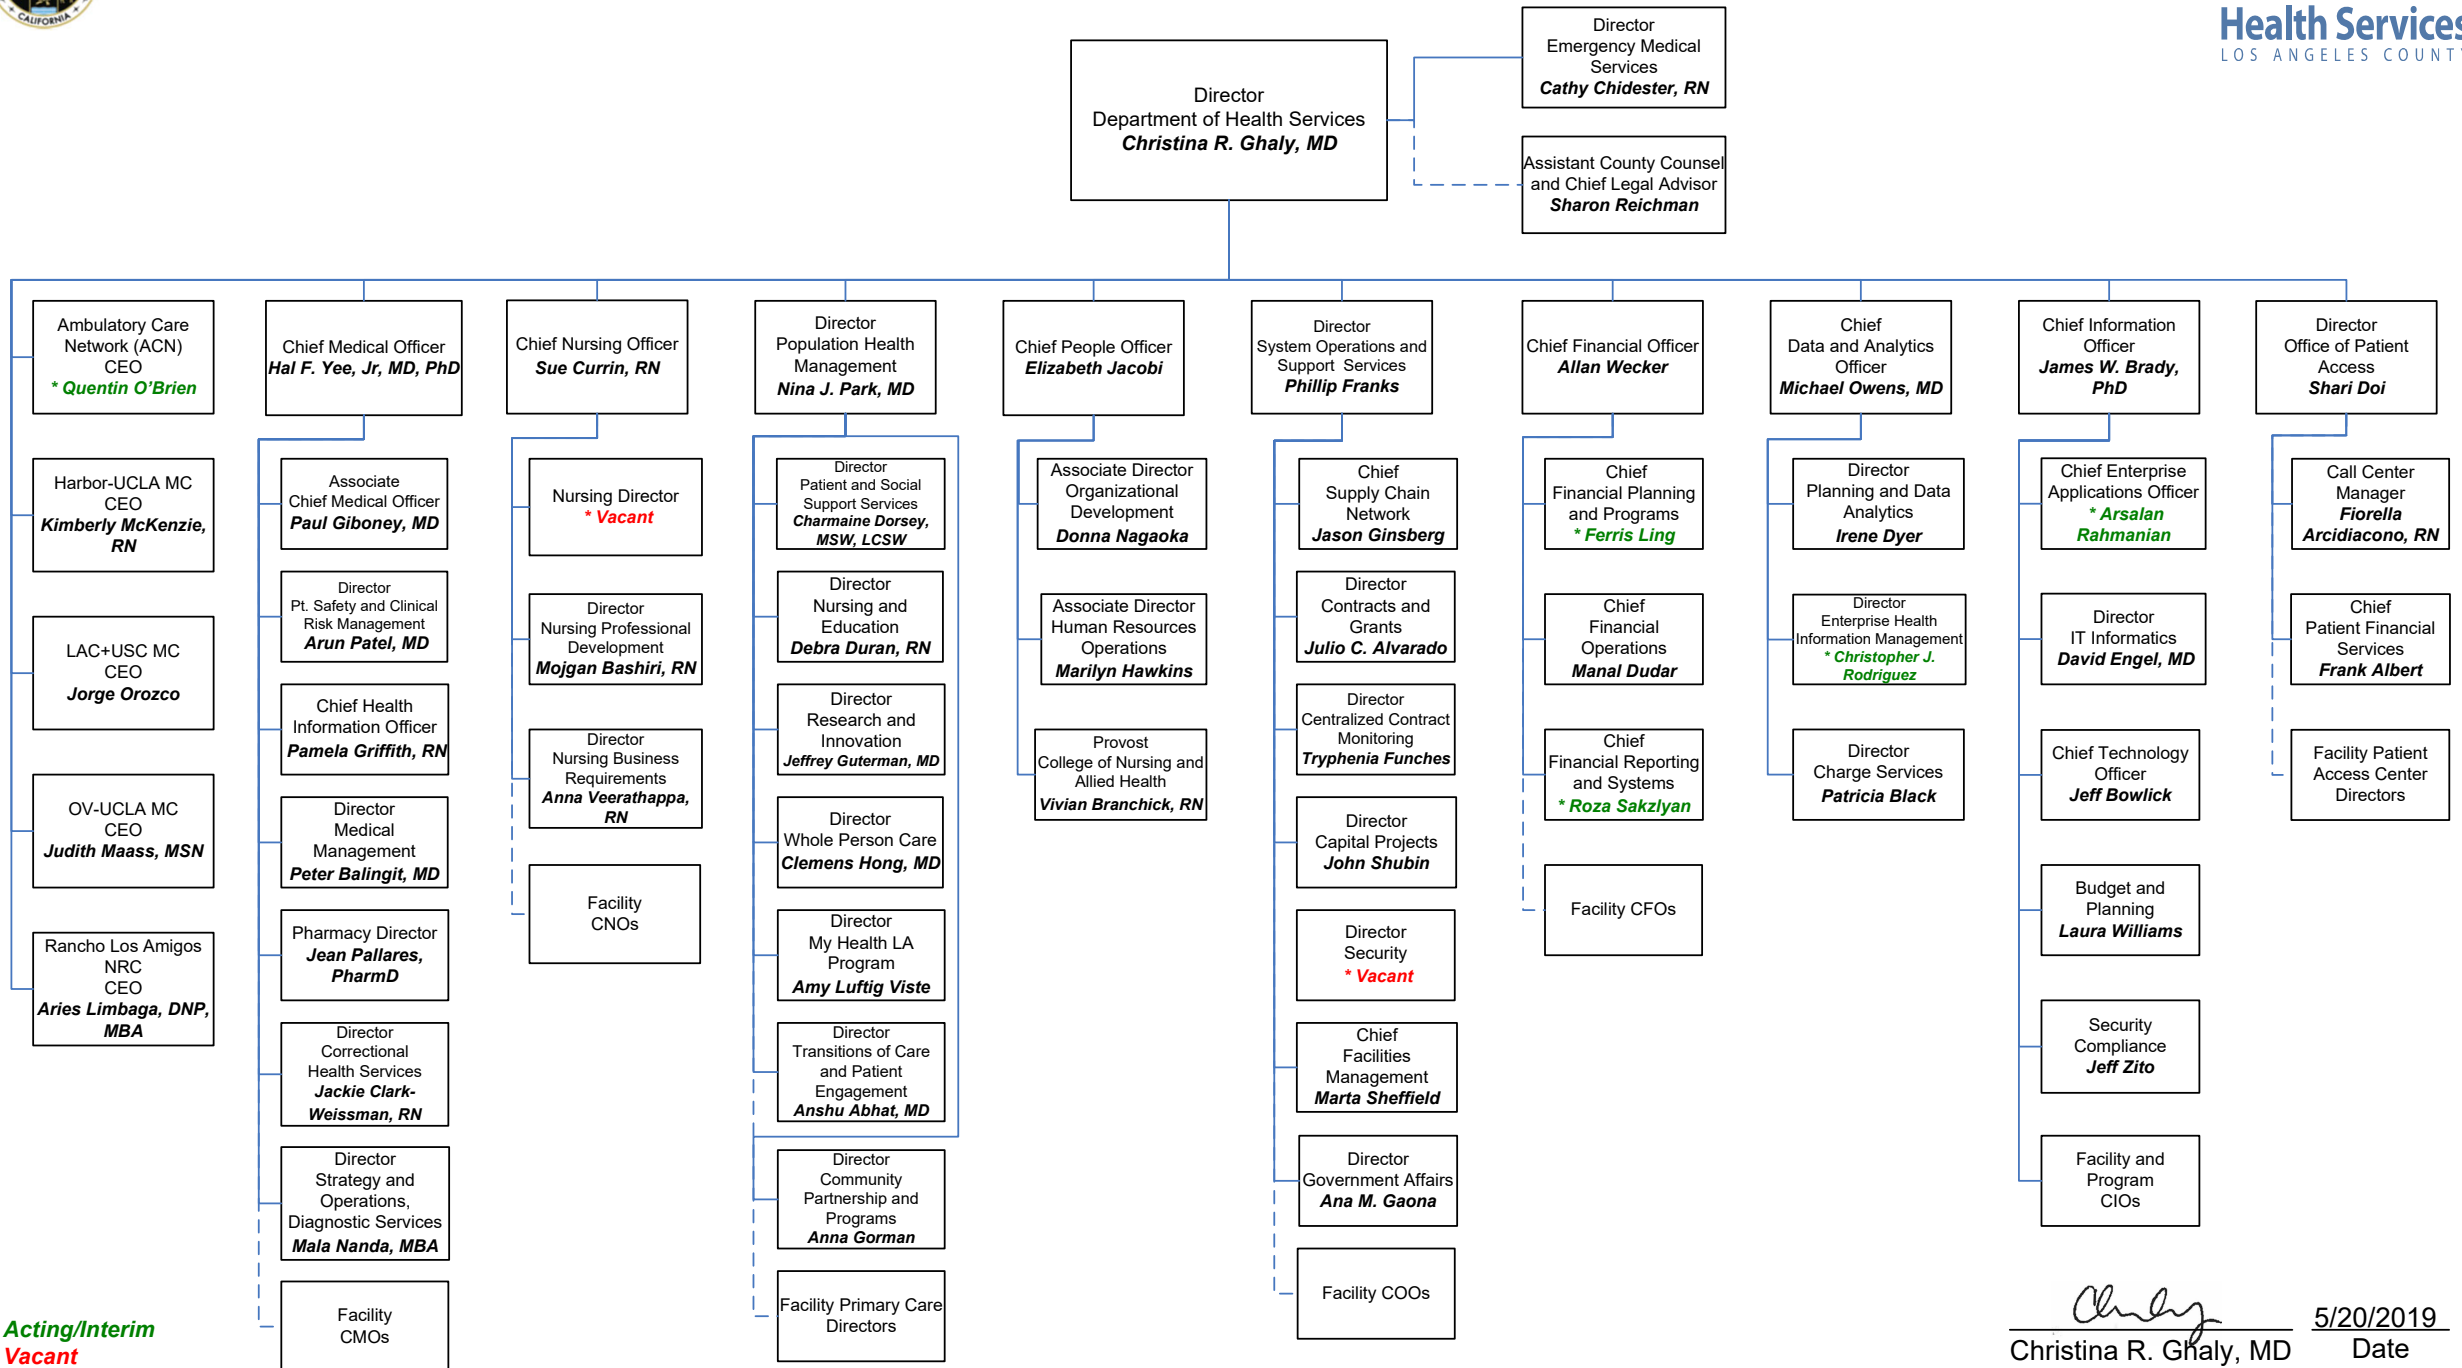 CALIFORNIA
Health Services
LOS ANGELES COUNTY
Director
Department of Health Services
Christina R. Ghaly, MD
Director
Emergency Medical
Services
Cathy Chidester, RN
Assistant County Counsel
and Chief Legal Advisor
Sharon Reichman
Ambulatory Care
Network (ACN)
CEO
* Quentin O’Brien
Harbor-UCLA MC
CEO
Kimberly McKenzie,
RN
LAC+USC MC
CEO
Jorge Orozco
OV-UCLA MC
CEO
Judith Maass, MSN
Rancho Los Amigos
NRC
CEO
Aries Limbaga, DNP,
MBA
Chief Medical Officer
Hal F. Yee, Jr, MD, PhD
Associate
Chief Medical Officer
Paul Giboney, MD
Director
Pt. Safety and Clinical
Risk Management
Arun Patel, MD
Chief Health
Information Officer
Pamela Griffith, RN
Director
Medical
Management
Peter Balingit, MD
Pharmacy Director
Jean Pallares,
PharmD
Director
Correctional
Health Services
Jackie Clark-
Weissman, RN
Director
Strategy and
Operations,
Diagnostic Services
Mala Nanda, MBA
Facility
CMOs
Chief Nursing Officer
Sue Currin, RN
Nursing Director
* Vacant
Director
Nursing Professional
Development
Mojgan Bashiri, RN
Director
Nursing Business
Requirements
Anna Veerathappa,
RN
Facility
CNOs
Director
Population Health
Management
Nina J. Park, MD
Director
Patient and Social
Support Services
Charmaine Dorsey,
MSW, LCSW
Director
Nursing and
Education
Debra Duran, RN
Director
Research and
Innovation
Jeffrey Guterman, MD
Director
Whole Person Care
Clemens Hong, MD
Director
My Health LA
Program
Amy Luftig Viste
Director
Transitions of Care
and Patient
Engagement
Anshu Abhat, MD
Director
Community
Partnership and
Programs
Anna Gorman
Facility Primary Care
Directors
Chief People Officer
Elizabeth Jacobi
Associate Director
Organizational
Development
Donna Nagaoka
Associate Director
Human Resources
Operations
Marilyn Hawkins
Provost
College of Nursing and
Allied Health
Vivian Branchick, RN
Director
System Operations and
Support Services
Phillip Franks
Chief
Supply Chain
Network
Jason Ginsberg
Director
Contracts and
Grants
Julio C. Alvarado
Director
Centralized Contract
Monitoring
Tryphenia Funches
Director
Capital Projects
John Shubin
Director
Security
* Vacant
Chief
Facilities
Management
Marta Sheffield
Director
Government Affairs
Ana M. Gaona
Facility COOs
Chief Financial Officer
Allan Wecker
Chief
Financial Planning
and Programs
* Ferris Ling
Chief
Financial
Operations
Manal Dudar
Chief
Financial Reporting
and Systems
* Roza Sakzlyan
Facility CFOs
Chief
Data and Analytics
Officer
Michael Owens, MD
Director
Planning and Data
Analytics
Irene Dyer
Director
Enterprise Health
Information Management
* Christopher J.
Rodriguez
Director
Charge Services
Patricia Black
Chief Information
Officer
James W. Brady,
PhD
Chief Enterprise
Applications Officer
* Arsalan
Rahmanian
Director
IT Informatics
David Engel, MD
Chief Technology
Officer
Jeff Bowlick
Budget and
Planning
Laura Williams
Security
Compliance
Jeff Zito
Facility and
Program
CIOs
Director
Office of Patient
Access
Shari Doi
Call Center
Manager
Fiorella
Arcidiacono, RN
Chief
Patient Financial
Services
Frank Albert
Facility Patient
Access Center
Directors
Acting/Interim
Vacant
5/20/2019
Christina R. Ghaly, MD Date